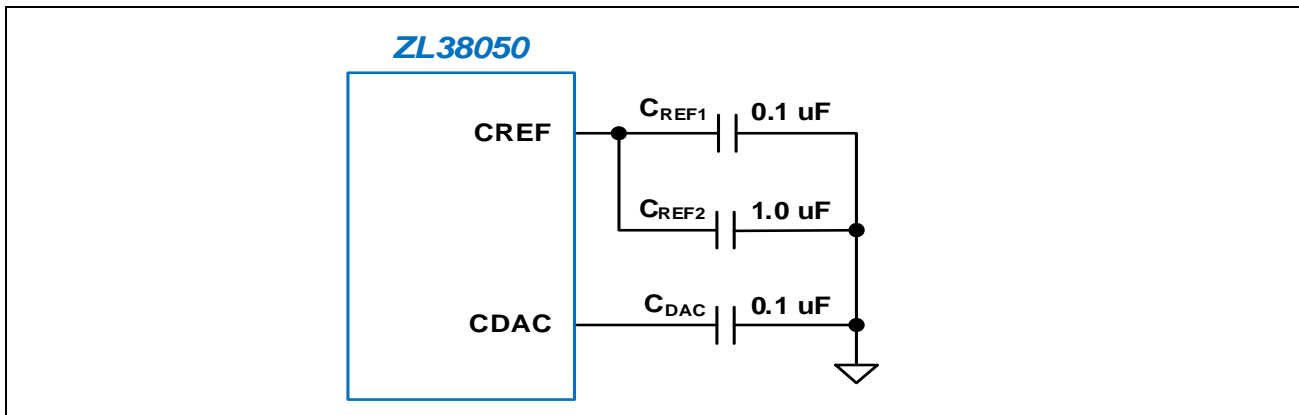 ZL38050
CREF CREF1 0.1 uF
CREF2 1.0 uF
CDAC CDAC 0.1 uF